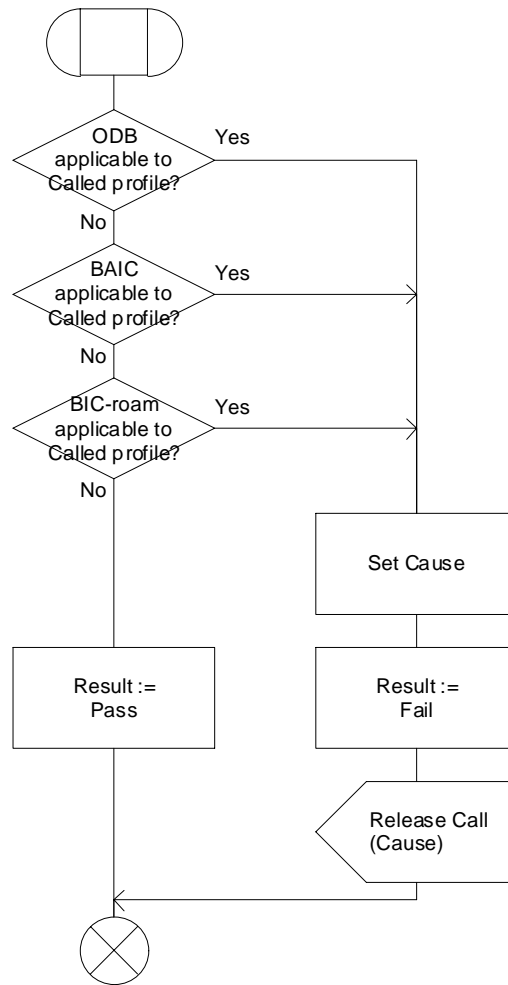 ODB
applicable to
Called profile?
Yes
No
BAIC
applicable to
Called profile?
Yes
No
BIC-roam
applicable to
Called profile?
Yes
No
Set Cause
Result :=
Pass
Result :=
Fail
Release Call
(Cause)